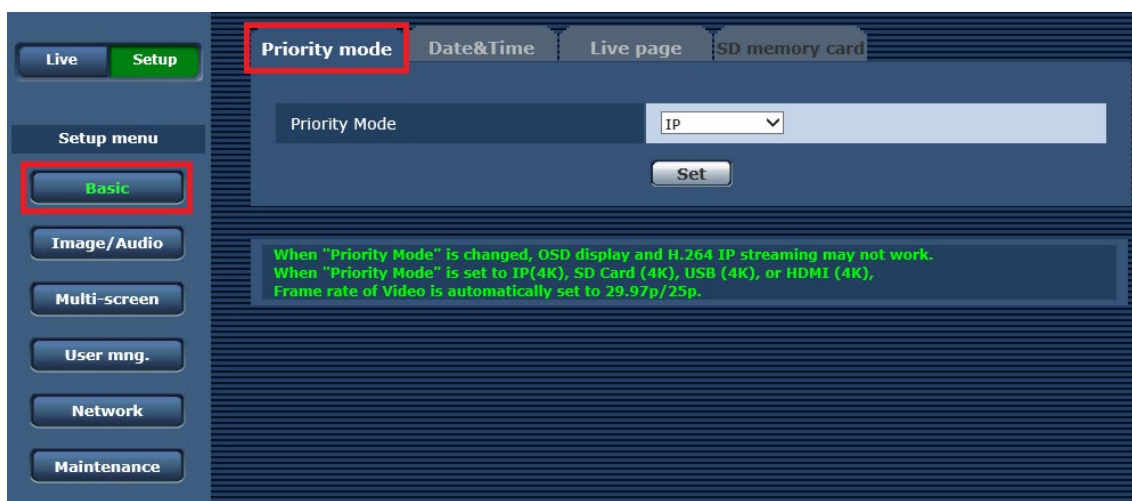 Live Setup
Setup menu
Basic
Image/Audio
Multi-screen
User mng.
Network
Maintenance
Priority mode Date&Time Live page SD memory card
Priority Mode IP
Set
When "Priority Mode" is changed, OSD display and H.264 IP streaming may not work.
When "Priority Mode" is set to IP(4K), SD Card (4K), USB (4K), or HDMI (4K),
Frame rate of Video is automatically set to 29.97p/25p.